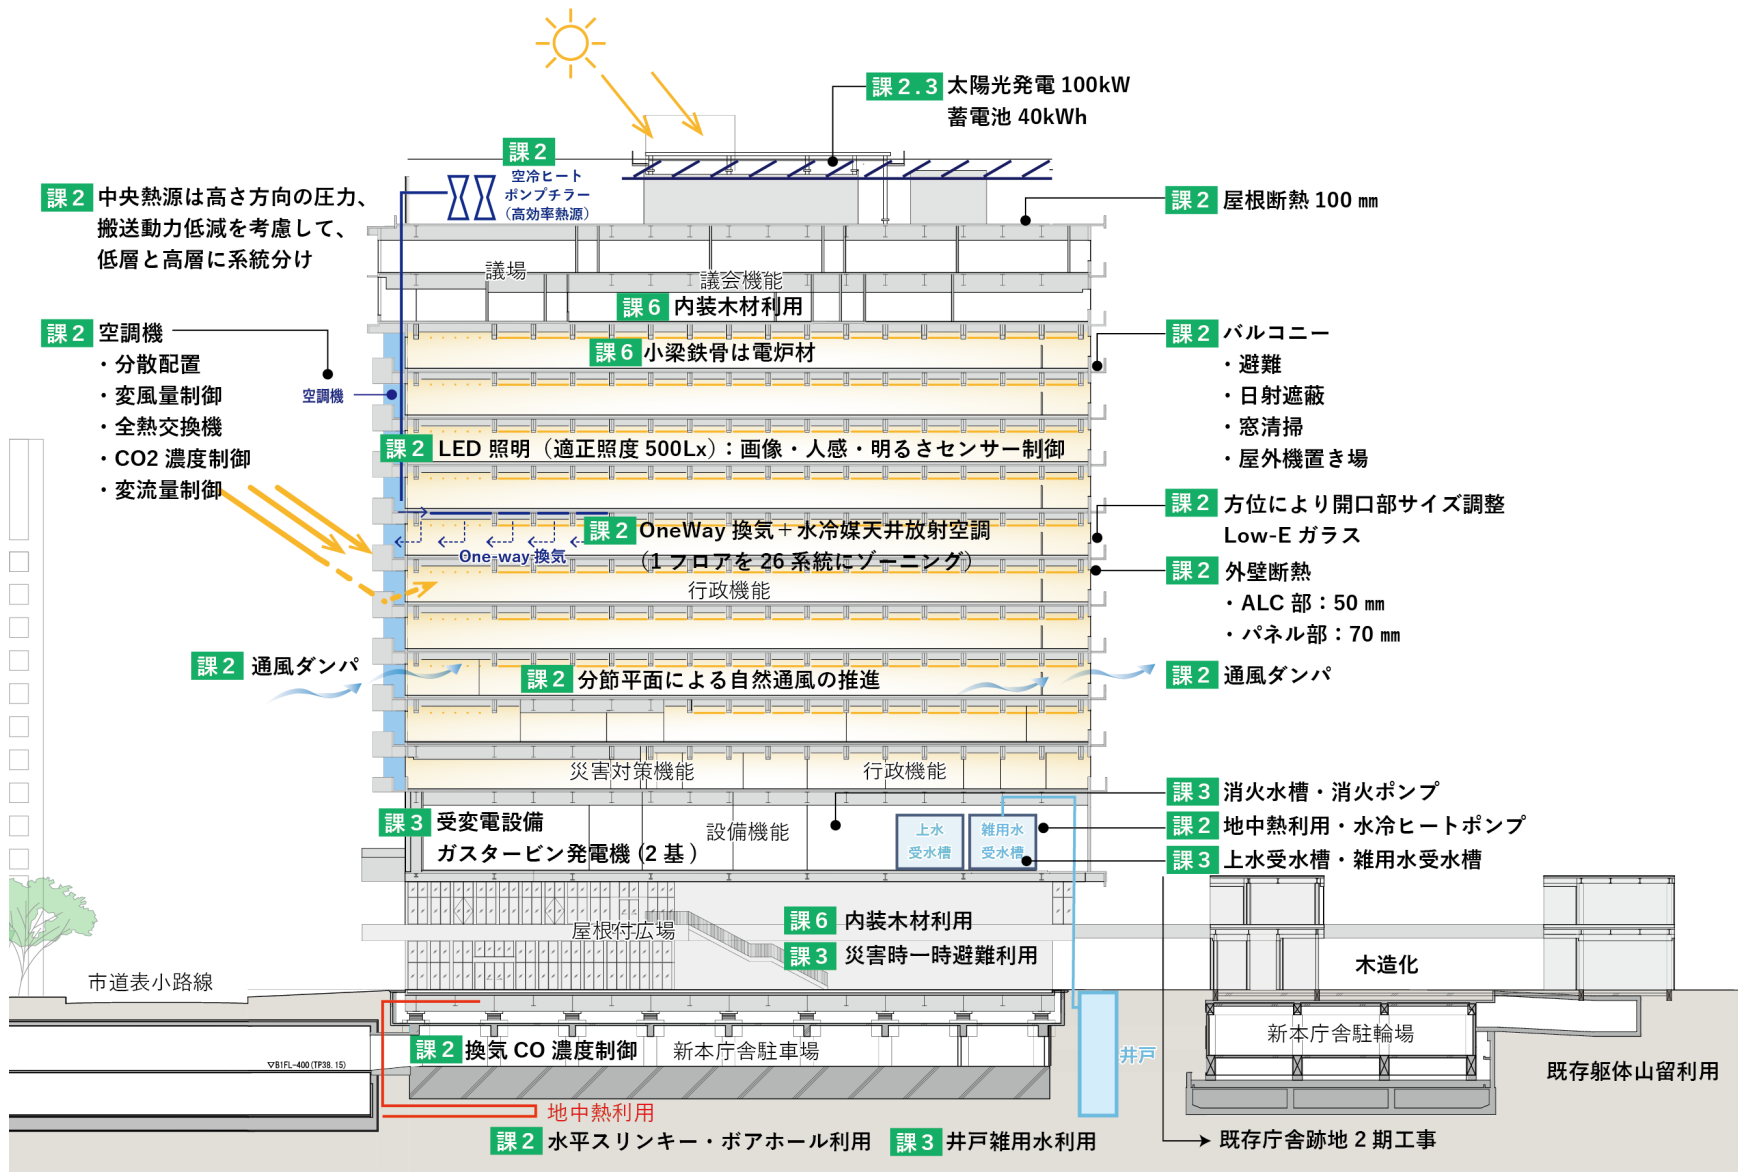 課2.3 太陽光発電 100kW
蓄電池 40kWh
課2
空冷ヒート
ポンプチラー
(高効率熱源)
課2 中央熱源は高さ方向の圧力、
搬送動力低減を考慮して、
低層と高層に系統分け
課2 屋根断熱 100 ㎜
議場
議会機能
課6 内装木材利用
課2 空調機
・分散配置
・変風量制御
・全熱交換機
・CO2 濃度制御
・変流量制御
空調機
課6 小梁鉄骨は電炉材
課2 バルコニー
・避難
・日射遮蔽
・窓清掃
・屋外機置き場
課2 LED 照明（適正照度 500Lx）：画像・人感・明るさセンサー制御
課2 OneWay 換気＋水冷媒天井放射空調
（1 フロアを 26 系統にゾーニング）
One-way 換気
行政機能
課2 方位により開口部サイズ調整
Low-E ガラス
課2 外壁断熱
・ALC 部：50 ㎜
・パネル部：70 ㎜
課2 通風ダンパ
課2 分節平面による自然通風の推進
課2 通風ダンパ
災害対策機能
行政機能
課3 受変電設備
ガスタービン発電機 (2 基 )
設備機能
上水
受水槽
雑用水
受水槽
課3 消火水槽・消火ポンプ
課2 地中熱利用・水冷ヒートポンプ
課3 上水受水槽・雑用水受水槽
屋根付広場
課6 内装木材利用
課3 災害時一時避難利用
市道表小路線
木造化
▽B1FL-400(TP38.15)
課2 換気 CO 濃度制御
新本庁舎駐車場
井戸
新本庁舎駐輪場
既存躯体山留利用
地中熱利用
課2 水平スリンキー・ボアホール利用
課3 井戸雑用水利用
既存庁舎跡地 2 期工事